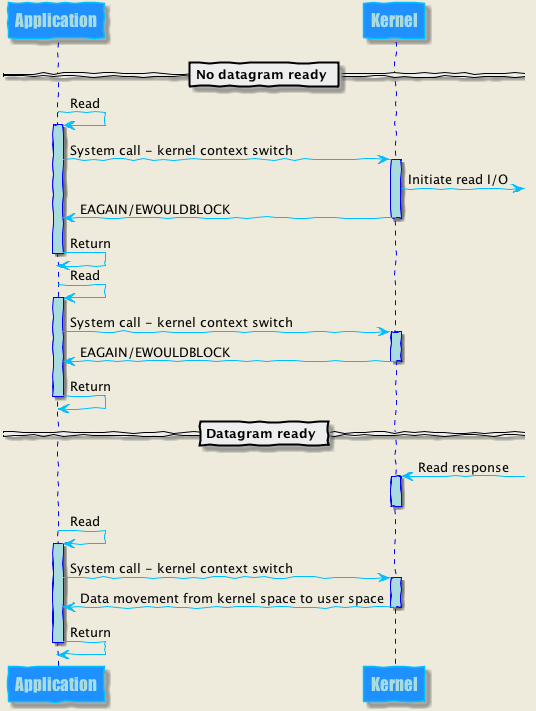 Application
Kernel
No datagram ready
Read
System call - kernel context switch
Initiate read I/O
EAGAIN/EWOULDBLOCK
Return
Read
System call - kernel context switch
EAGAIN/EWOULDBLOCK
Return
Datagram ready
Read response
Read
System call - kernel context switch
Data movement from kernel space to user space
Return
Application
Kernel